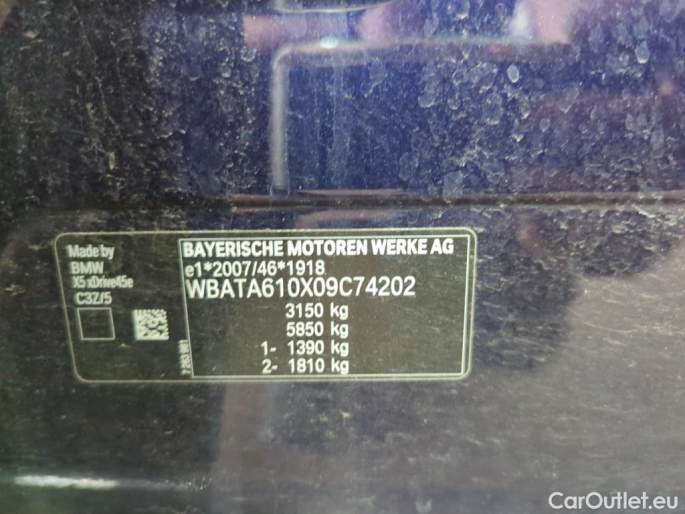 Made by
BMW
X5 xDrive45e
C3Z/5
BAYERISCHE MOTOREN WERKE AG
e1*2007/46*1918
WBATA610X09C74202
3150 kg
5850 kg
1- 1390 kg
2- 1810 kg
CarOutlet.eu